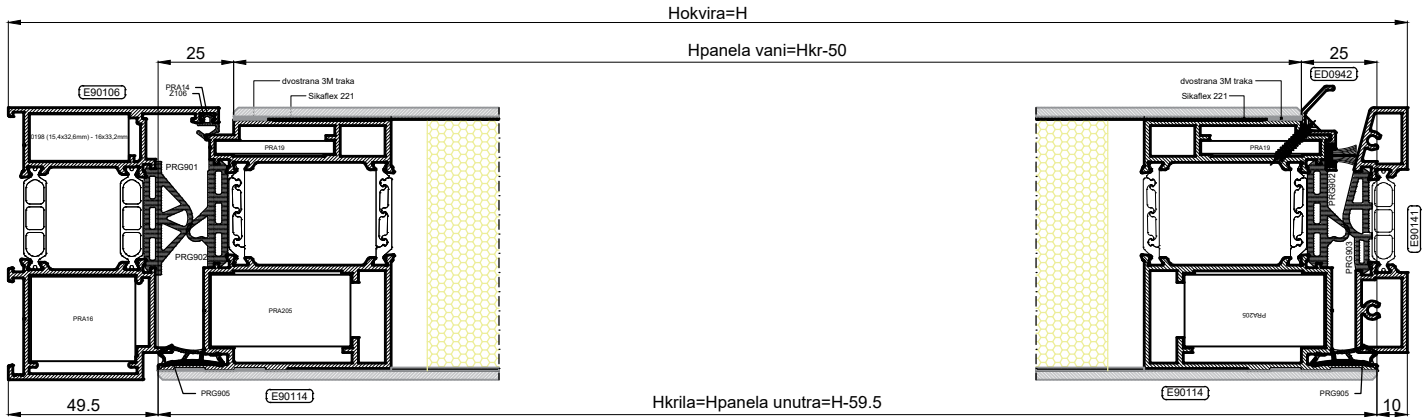 Hokvira=H
25
Hpanela vani=Hkr-50
25
E90106
PRA14
Z106
dvostrana 3M traka
Sikaflex 221
dvostrana 3M traka
Sikaflex 221
ED0942
0198 (15,4x32,6mm) - 16x33,2mm
PRA19
PRA19
PRG901
PRG902
PRG902
PRG903
E90141
PRA16
PRA205
PRA205
PRG905
E90114
E90114
PRG905
49.5
Hkrila=Hpanela unutra=H-59.5
10